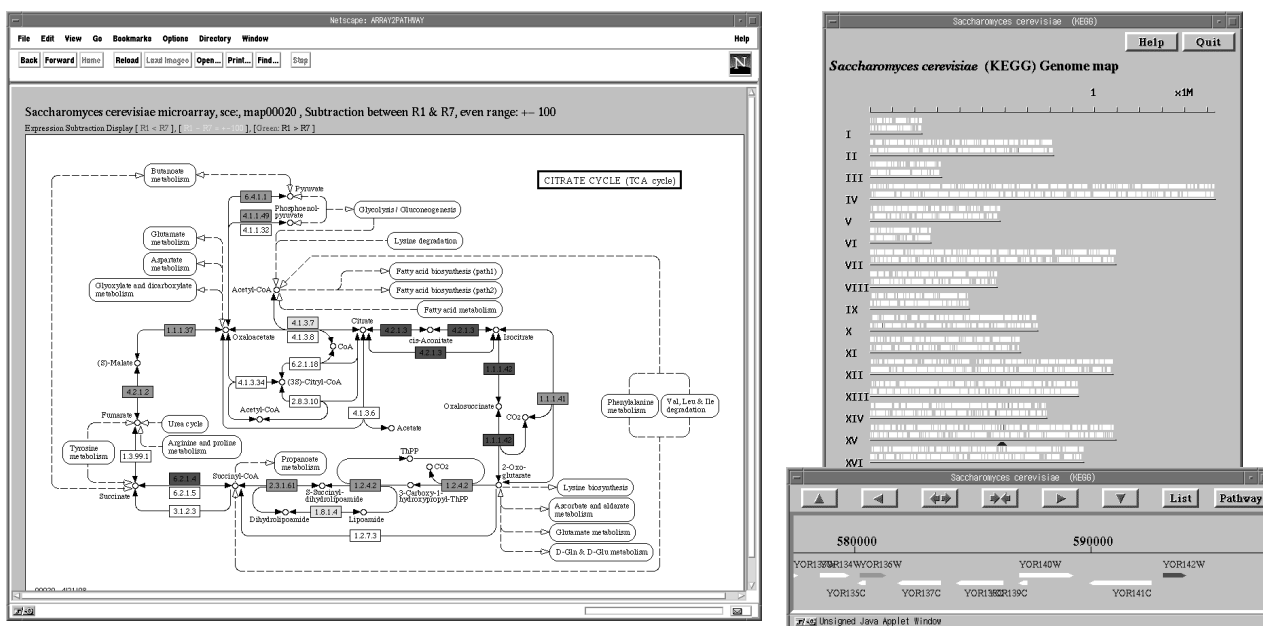 Netscape: ARRAY2PATHWAY
File Edit View Go Bookmarks Options Directory Window Help
Back Forward Home Reload Load Images Open... Print... Find... Stop
N
Saccharomyces cerevisiae microarray, sce:, map00020 , Subtraction between R1 & R7, even range: +- 100
Expression Subtraction Display [ R1 < R7 ], [ R1 - R7 = +-100 ], [Green: R1 > R7 ]
CITRATE CYCLE (TCA cycle)
Butanoate
metabolism
Pyruvate
6.4.1.1
Phosphoenol-
pyruvate
4.1.1.49
4.1.1.32
Glycolysis / Gluconeogenesis
Glutamate
metabolism
Lysine degradation
Aspartate
metabolism
Fatty acid biosynthesis (path1)
Glyoxylate and dicarboxylate
metabolism
Acetyl-CoA
Fatty acid biosynthesis (path2)
Fatty acid metabolism
1.1.1.37
Oxaloacetate
4.1.3.7
4.1.3.8
Citrate
4.2.1.3
4.2.1.3
Isocitrate
cis-Aconitate
4.2.1.3
CoA
6.2.1.18
(S)-Malate
4.1.3.34
(3S)-Citryl-CoA
1.1.1.42
4.2.1.2
2.8.3.10
1.1.1.41
Acetyl-CoA
4.1.3.6
Oxalosuccinate
CO2
Phenylalanine
metabolism
Val, Leu & Ile
degradation
Fumarate
Urea cycle
Acetate
Arginine and proline
metabolism
1.1.1.42
Tyrosine
metabolism
1.3.99.1
Propanoate
metabolism
ThPP
CO2
2-Oxo-
glutarate
6.2.1.4
6.2.1.5
Succinate
3.1.2.3
Succinyl-CoA
2.3.1.61
S-Succinyl-
dihydrolipoamide
1.2.4.2
3-Carboxy-1-
hydroxypropyl-ThPP
1.2.4.2
Lysine biosynthesis
Dihydrolipoamide
1.8.1.4
Lipoamide
Ascorbate and aldarate
metabolism
1.2.7.3
Glutamate metabolism
D-Gln & D-Glu metabolism
00020 4/21/98
Saccharomyces cerevisiae (KEGG)
Help Quit
Saccharomyces cerevisiae (KEGG) Genome map
1 x1M
I
II
III
IV
V
VI
VII
VIII
IX
X
XI
XII
XIII
XIV
XV
XVI
Saccharomyces cerevisiae (KEGG)
List Pathway
580000 590000
YOR134W YOR136W YOR140W YOR142W
YOR135C YOR137C YOR139C YOR141C
Unsigned Java Applet Window